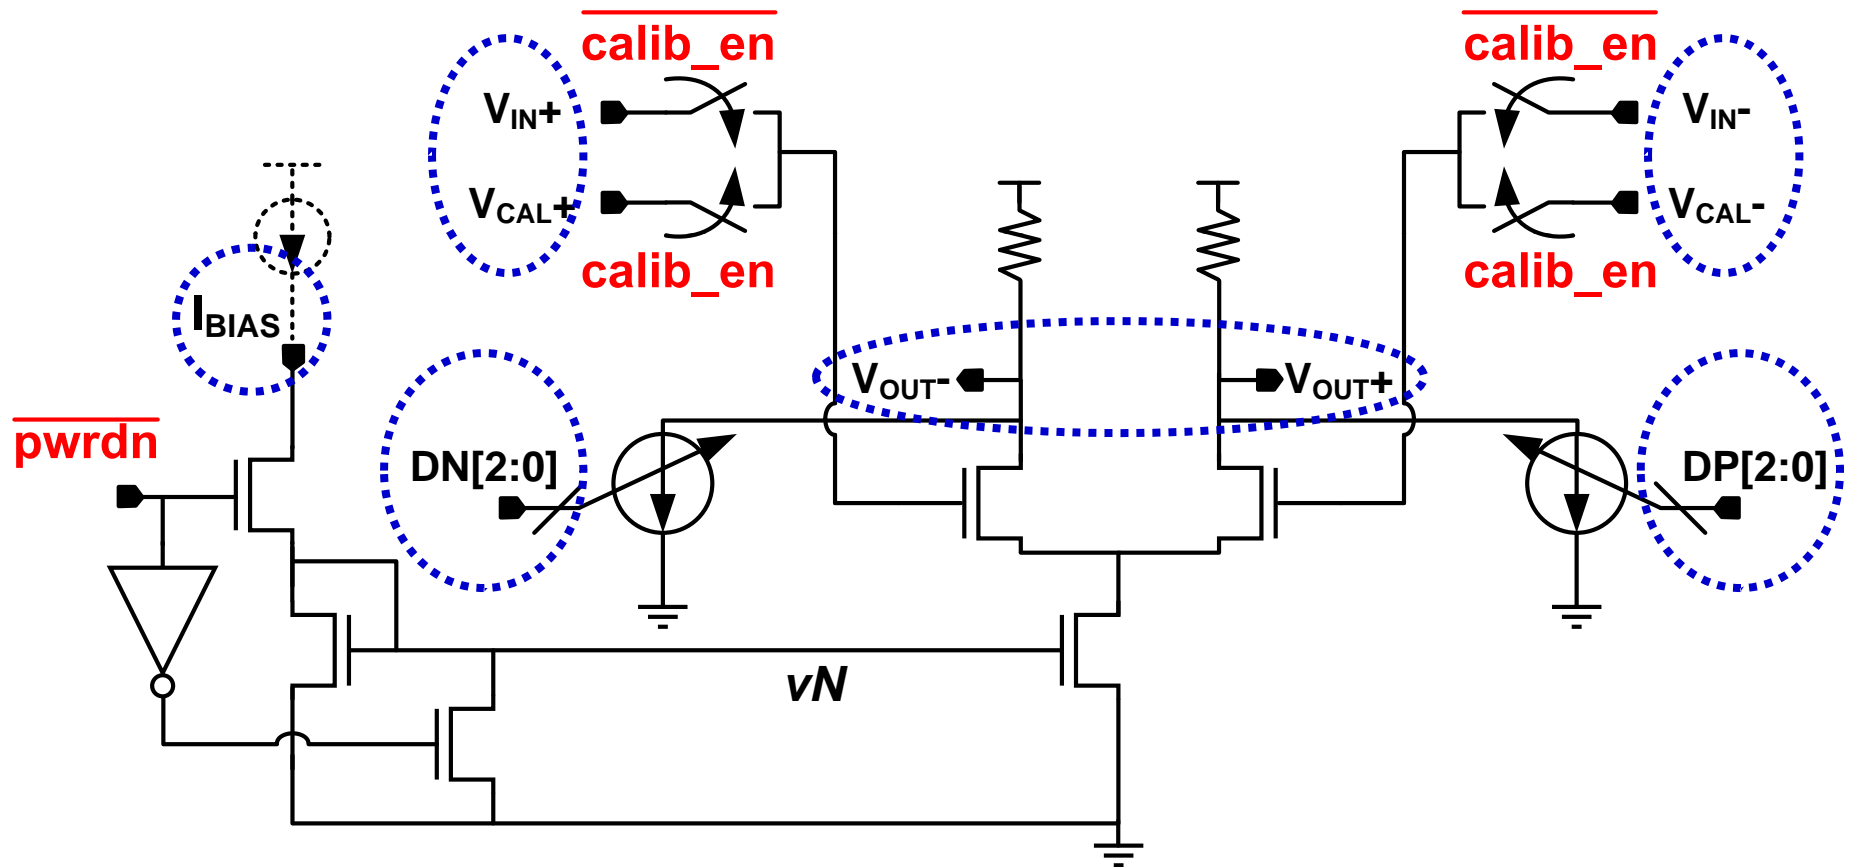 calib_en
calib_en
VIN+
VIN-
VCAL+
VCAL-
calib_en
calib_en
IBIAS
VOUT-
VOUT+
pwrdn
DN[2:0]
DP[2:0]
vN